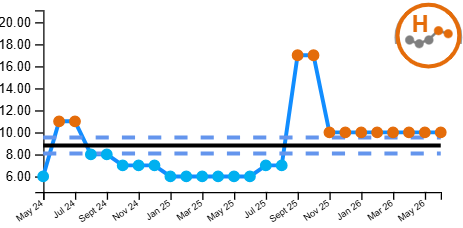 H
20.00
18.00
16.00
14.00
12.00
10.00
8.00
6.00
May 24
Jul 24
Sept 24
Nov 24
Jan 25
Mar 25
May 25
Jul 25
Sept 25
Nov 25
Jan 26
Mar 26
May 26